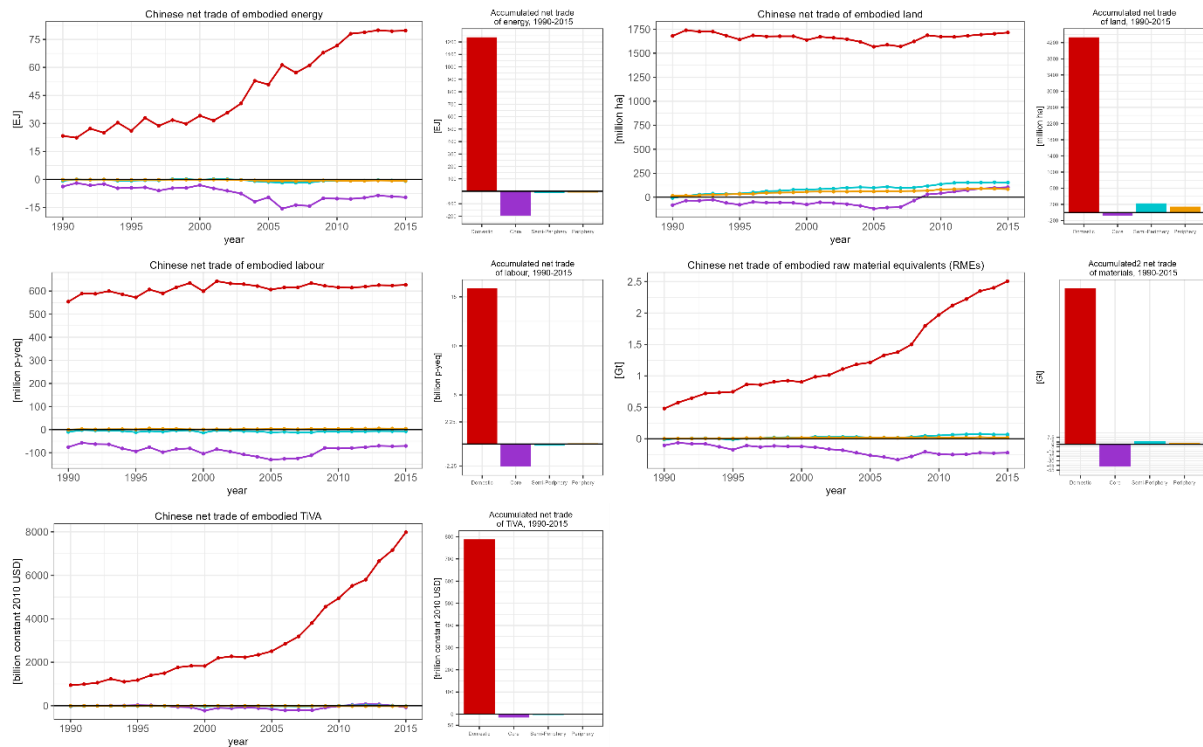 Chinese net trade of embodied energy
75
60
45
30
15
0
-15
[EJ]
1990 1995 2000 2005 2010 2015
year
Accumulated net trade
of energy, 1990-2015
[EJ]
Domestic Core Semi-Periphery Periphery
Chinese net trade of embodied land
1750
1500
1250
1000
750
500
250
0
[million ha]
1990 1995 2000 2005 2010 2015
year
Accumulated net trade
of land, 1990-2015
[million ha]
Domestic Core Semi-Periphery Periphery
Chinese net trade of embodied labour
600
500
400
300
200
100
0
-100
[million p-yeq]
1990 1995 2000 2005 2010 2015
year
Accumulated net trade
of labour, 1990-2015
[billion p-yeq]
Domestic Core Semi-Periphery Periphery
Chinese net trade of embodied raw material equivalents (RMEs)
2.5
2
1.5
1
0.5
0
[Gt]
1990 1995 2000 2005 2010 2015
year
Accumulated2 net trade
of materials, 1990-2015
[Gt]
Domestic Core Semi-Periphery Periphery
Chinese net trade of embodied TiVA
8000
6000
4000
2000
0
[billion constant 2010 USD]
1990 1995 2000 2005 2010 2015
year
Accumulated net trade
of TiVA, 1990-2015
[trillion constant 2010 USD]
Domestic Core Semi-Periphery Periphery